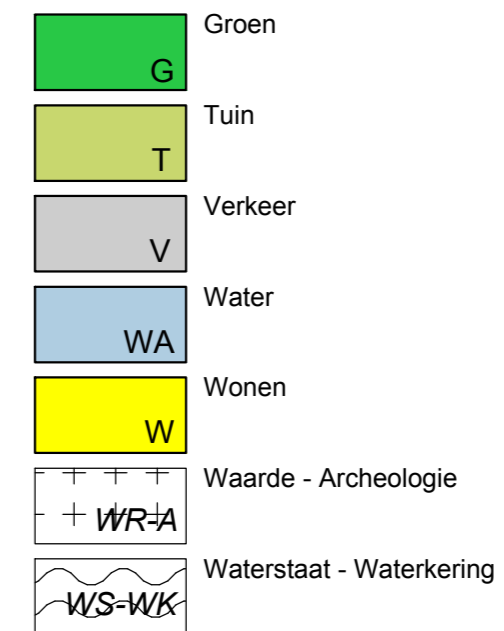 Groen
G
Tuin
T
Verkeer
V
Water
WA
Wonen
W
Waarde - Archeologie
WR-A
Waterstaat - Waterkering
WS-WK